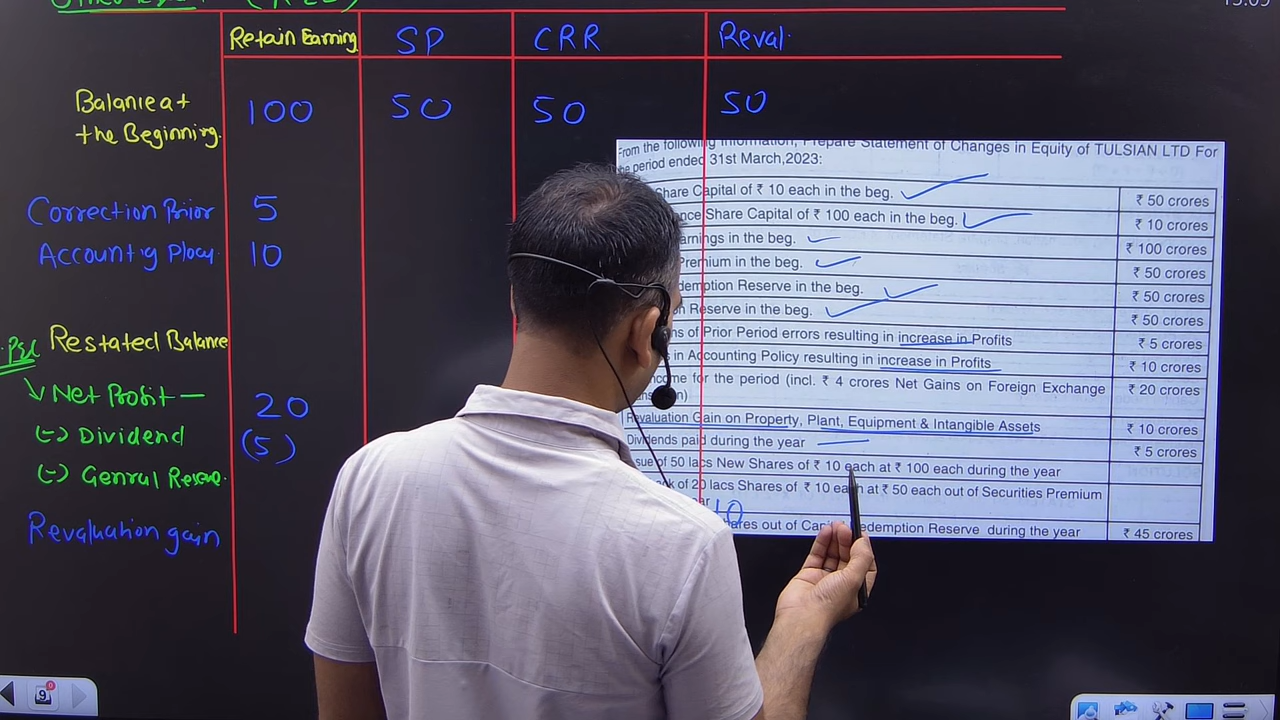 Retain Earning SP CRR Reval.
Balance at the Beginning. 100 50 50 50
From the following Information, Prepare Statement of Changes in Equity of TULSIAN LTD For
period ended 31st March,2023:
Share Capital of ₹ 10 each in the beg. ₹ 50 crores
Share Capital of ₹ 100 each in the beg. ₹ 10 crores
in the beg. ₹ 100 crores
Premium in the beg. ₹ 50 crores
Reserve in the beg. ₹ 50 crores
Reserve in the beg. ₹ 50 crores
of Prior Period errors resulting in increase in Profits ₹ 5 crores
in Accounting Policy resulting in increase in Profits ₹ 10 crores
for the period (incl. ₹ 4 crores Net Gains on Foreign Exchange ₹ 20 crores
Revaluation Gain on Property, Plant, Equipment & Intangible Assets ₹ 10 crores
Dividends paid during the year ₹ 5 crores
of 50 lacs New Shares of ₹ 10 each at ₹ 100 each during the year
of 20 lacs Shares of ₹ 10 each at ₹ 50 each out of Securities Premium
out of Redemption Reserve during the year ₹ 45 crores
Correction Prior 5
Accountig Plocy 10
Restated Balance
Net Profit — 20
(-) Dividend (5)
(-) Genral Reserve.
Revaluation gain 10
9